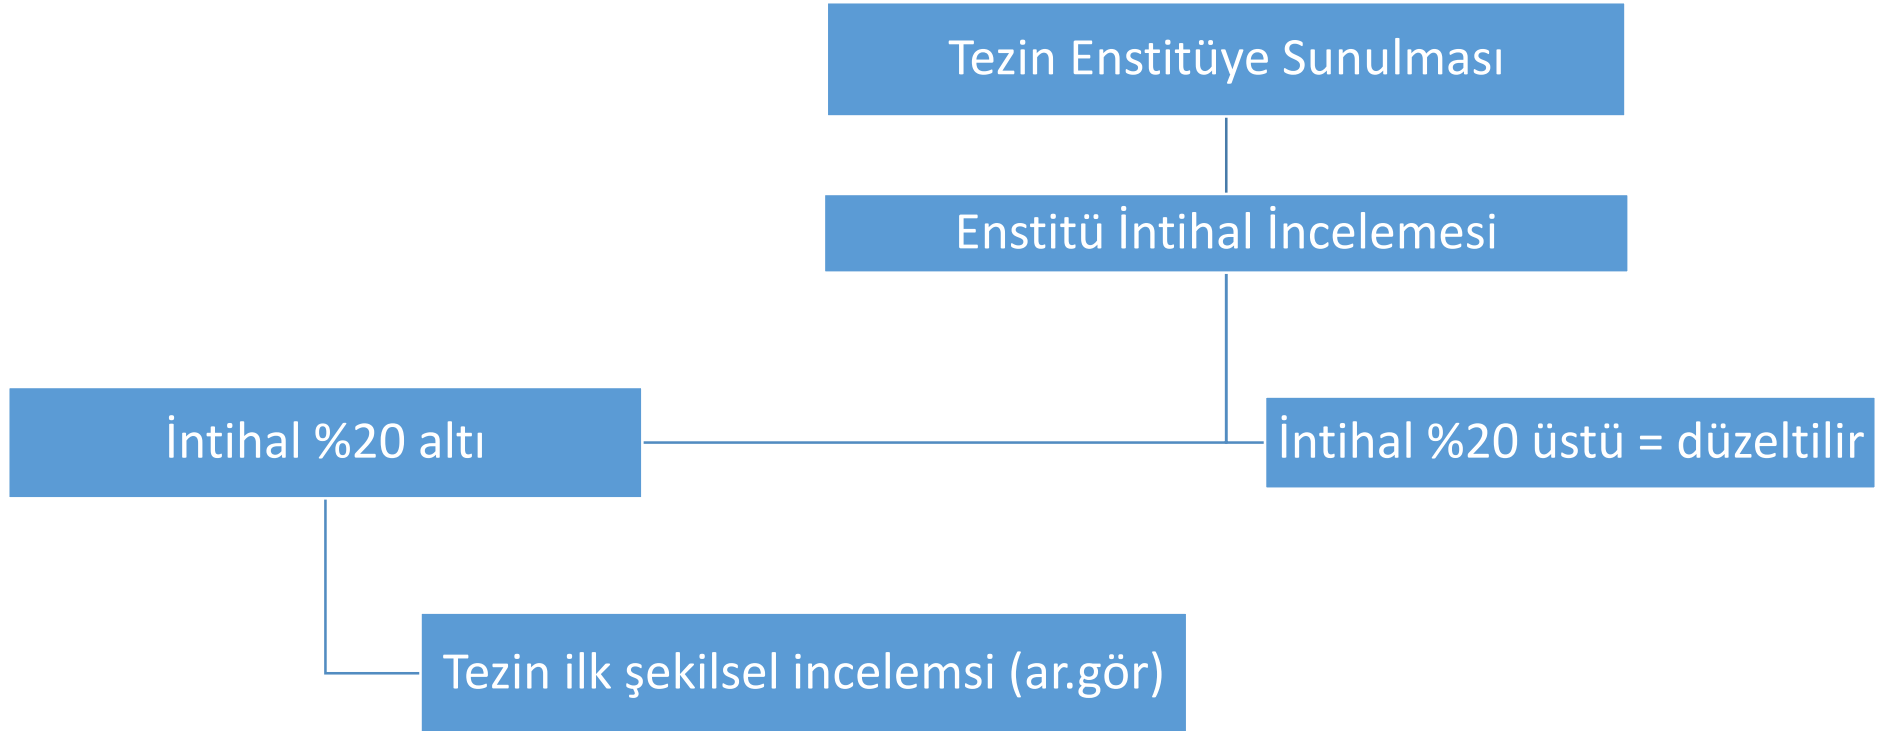 Tezin Enstitüye Sunulması
Enstitü İntihal İncelemesi
İntihal %20 altı
İntihal %20 üstü = düzeltilir
Tezin ilk şekilsel incelemsi (ar.gör)